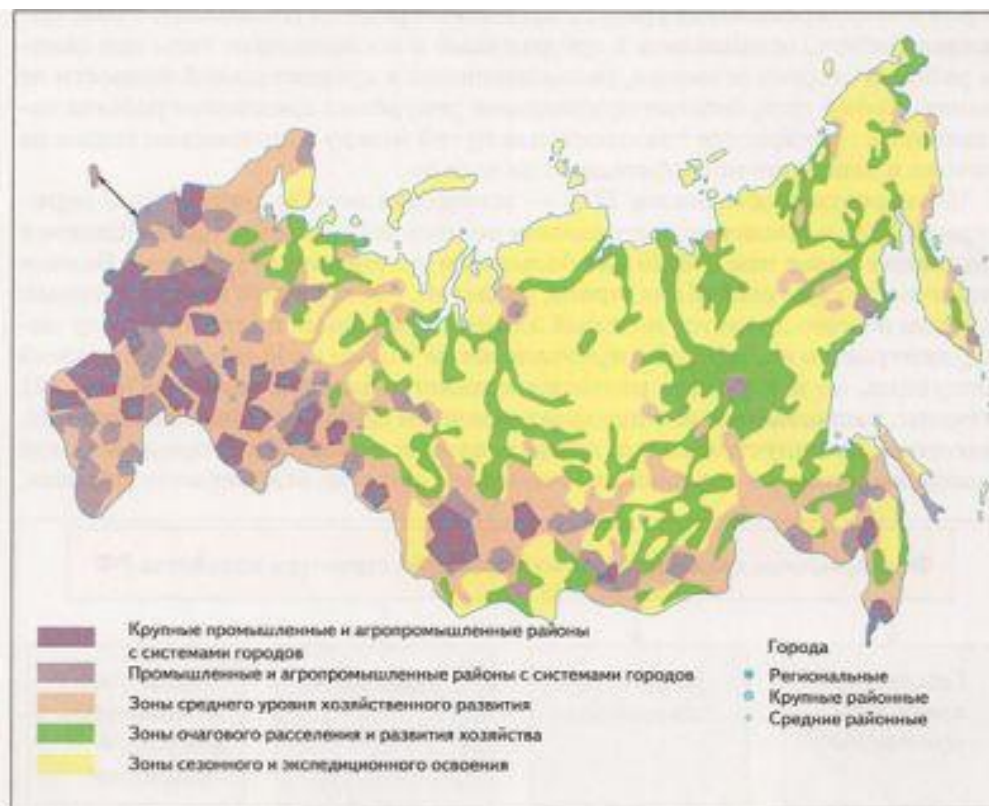 Крупные промышленные и агропромышленные районы
с системами городов
Промышленные и агропромышленные районы с системами городов
Зоны среднего уровня хозяйственного развития
Зоны очагового расселения и развития хозяйства
Зоны сезонного и экспедиционного освоения
Города
Региональные
Крупные районные
Средние районные